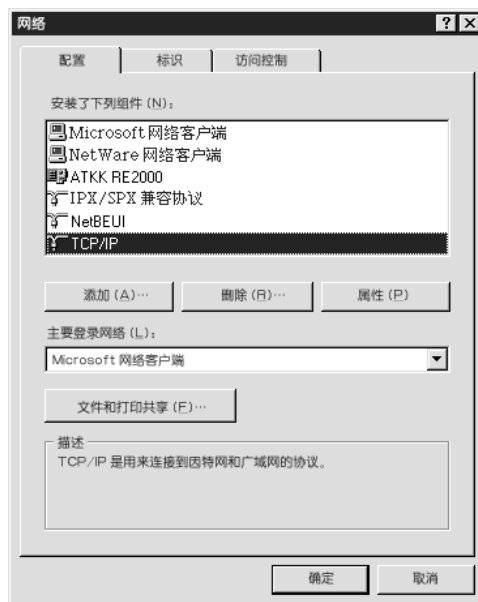 网络
配置
标识
访问控制
安装了下列组件 (N)：
Microsoft 网络客户端
NetWare 网络客户端
ATKK RE2000
IPX/SPX 兼容协议
NetBEUI
TCP/IP
添加 (A)…
删除 (R)…
属性 (P)
主要登录网络 (L)：
Microsoft 网络客户端
文件和打印共享 (F)…
描述
TCP/IP 是用来连接到因特网和广域网的协议。
确定
取消